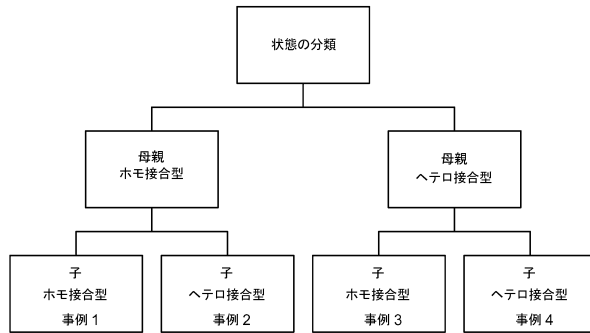 状態の分類
母親
ホモ接合型
母親
ヘテロ接合型
子
ホモ接合型
事例 1
子
ヘテロ接合型
事例 2
子
ホモ接合型
事例 3
子
ヘテロ接合型
事例 4